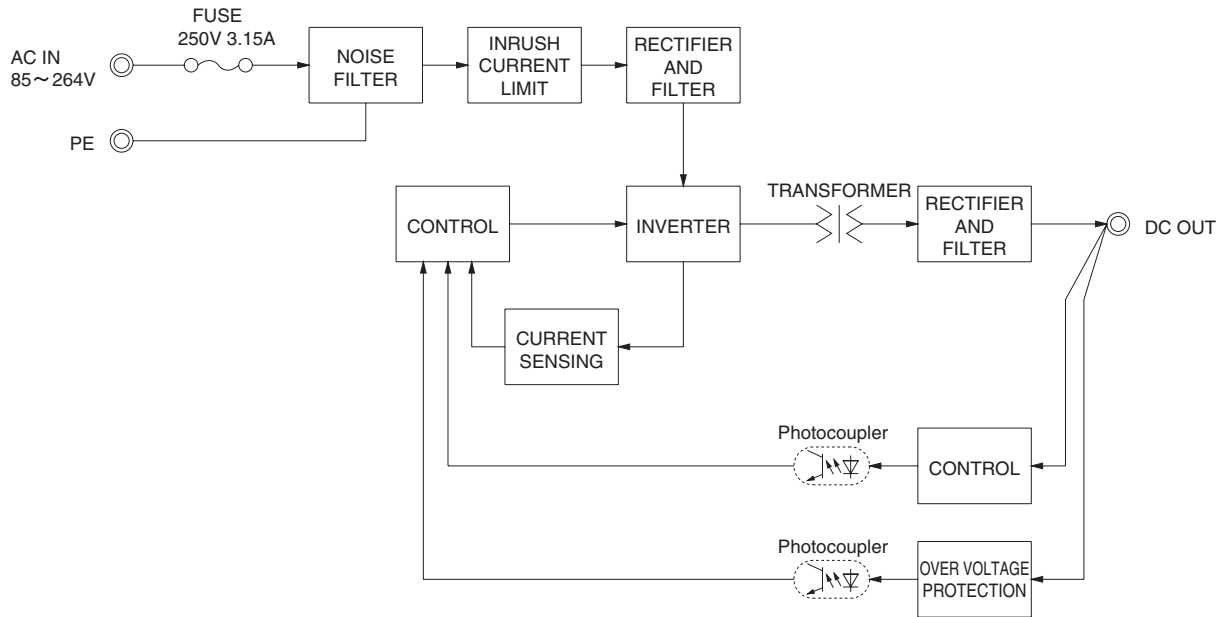 FUSE
250V 3.15A
AC IN
85～264V
NOISE
FILTER
INRUSH
CURRENT
LIMIT
RECTIFIER
AND
FILTER
PE
TRANSFORMER
CONTROL
INVERTER
RECTIFIER
AND
FILTER
DC OUT
CURRENT
SENSING
Photocoupler
CONTROL
Photocoupler
OVER VOLTAGE
PROTECTION